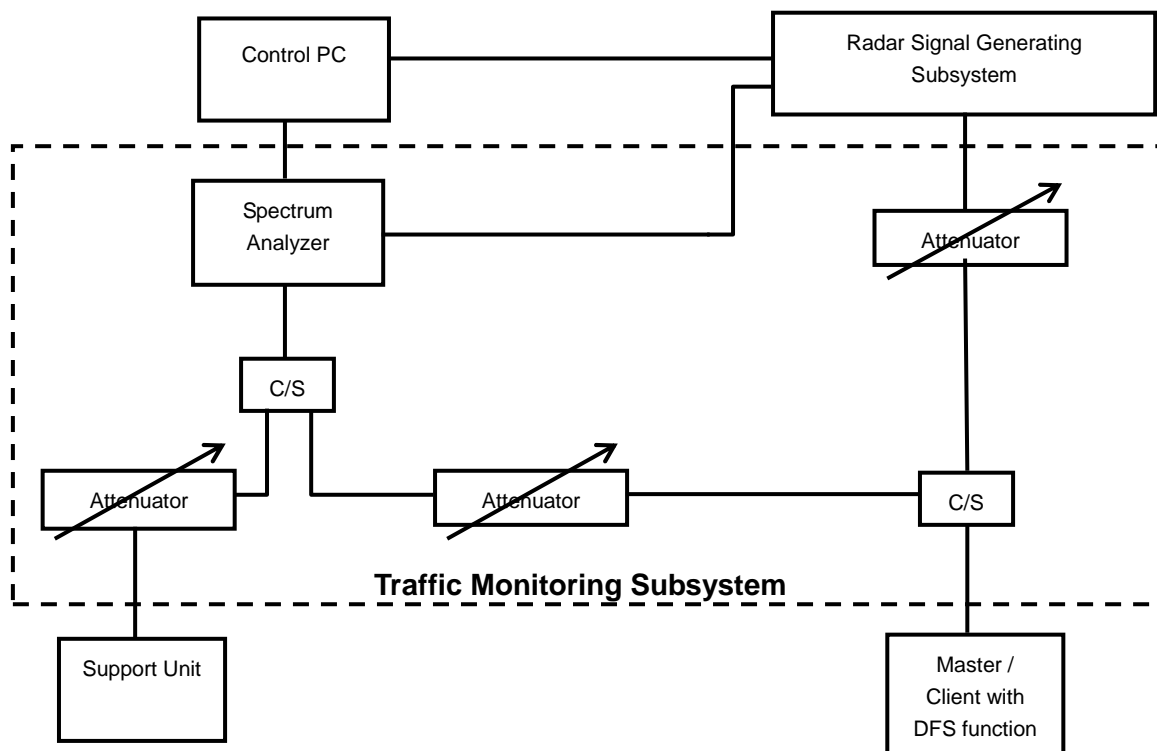 Control PC
Radar Signal Generating
Subsystem
Spectrum
Analyzer
Attenuator
C/S
Attenuator
Attenuator
C/S
Traffic Monitoring Subsystem
Support Unit
Master /
Client with
DFS function